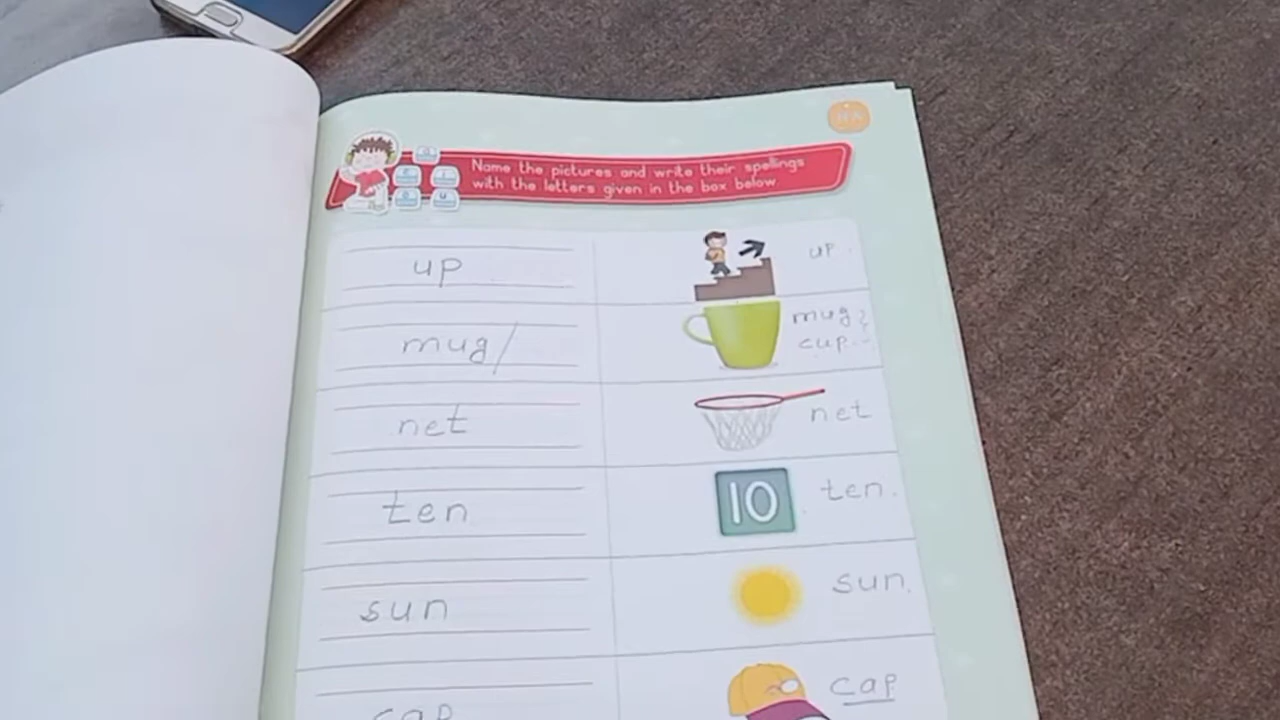 Name the pictures and write their spellings
with the letters given in the box below
up
up.
mug/
mug
cup.
net
net
ten
10
ten.
sun
sun.
cap
cap